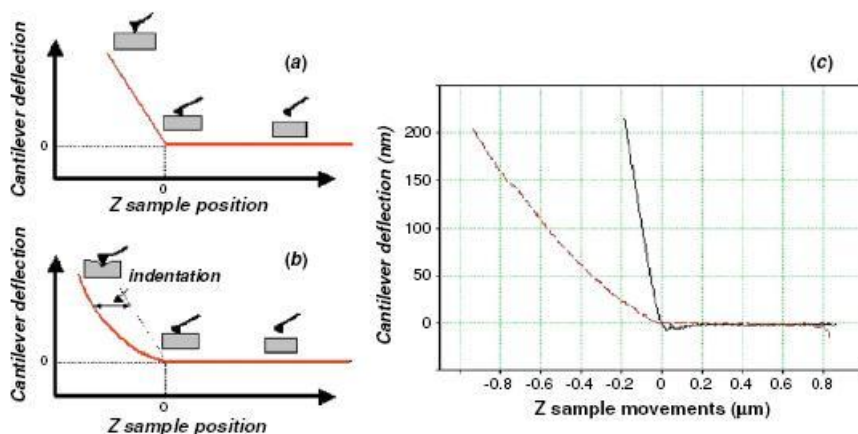 Cantilever deflection
(a)
0
0
Z sample position
Cantilever deflection
(b)
indentation
0
0
Z sample position
(c)
Cantilever deflection (nm)
200
150
100
50
0
-0.8 -0.6 -0.4 -0.2 0 0.2 0.4 0.6 0.8
Z sample movements (μm)